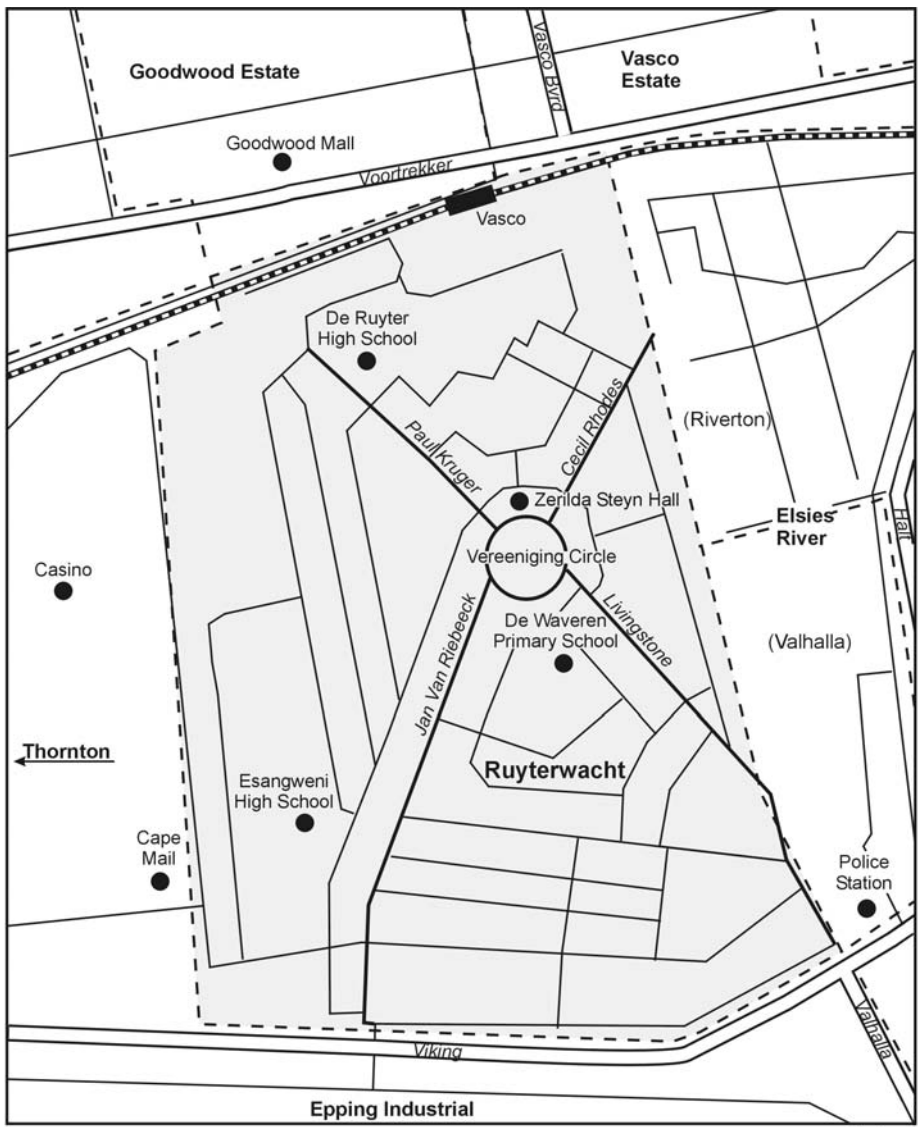 Goodwood Estate
Vasco Bvrd
Vasco
Estate
Goodwood Mall
Voortrekker
Vasco
De Ruyter
High School
Paul Kruger
Cecil Rhodes
(Riverton)
Zerilda Steyn Hall
Elsies
River
Halt
Vereeniging Circle
Casino
Livingstone
De Waveren
Primary School
Jan Van Riebeeck
(Valhalla)
Thornton
Ruyterwacht
Esangweni
High School
Cape
Mail
Police
Station
Viking
Valhalla
Epping Industrial